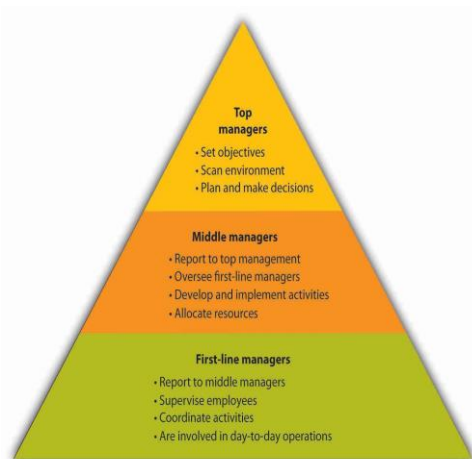 Top
managers
• Set objectives
• Scan environment
• Plan and make decisions
Middle managers
• Report to top management
• Oversee first-line managers
• Develop and implement activities
• Allocate resources
First-line managers
• Report to middle managers
• Supervise employees
• Coordinate activities
• Are involved in day-to-day operations